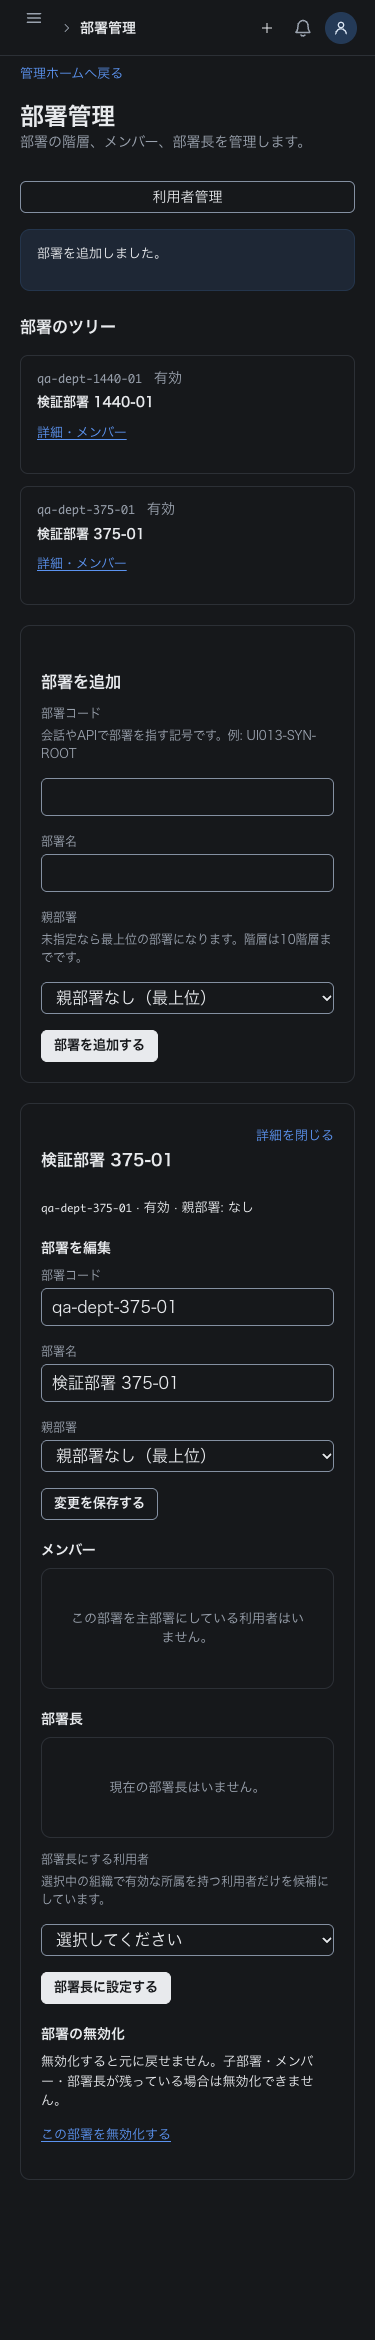 部署管理
管理ホームへ戻る
部署管理
部署の階層、メンバー、部署長を管理します。
利用者管理
部署を追加しました。
部署のツリー
qa-dept-1440-01 有効
検証部署 1440-01
詳細・メンバー
qa-dept-375-01 有効
検証部署 375-01
詳細・メンバー
部署を追加
部署コード
会話やAPIで部署を指す記号です。例: UI013-SYN-
ROOT
部署名
親部署
未指定なら最上位の部署になります。階層は10階層ま
でです。
親部署なし（最上位）
部署を追加する
詳細を閉じる
検証部署 375-01
qa-dept-375-01 · 有効 · 親部署: なし
部署を編集
部署コード
qa-dept-375-01
部署名
検証部署 375-01
親部署
親部署なし（最上位）
変更を保存する
メンバー
この部署を主部署にしている利用者はい
ません。
部署長
現在の部署長はいません。
部署長にする利用者
選択中の組織で有効な所属を持つ利用者だけを候補に
しています。
選択してください
部署長に設定する
部署の無効化
無効化すると元に戻せません。子部署・メンバ
ー・部署長が残っている場合は無効化できませ
ん。
この部署を無効化する